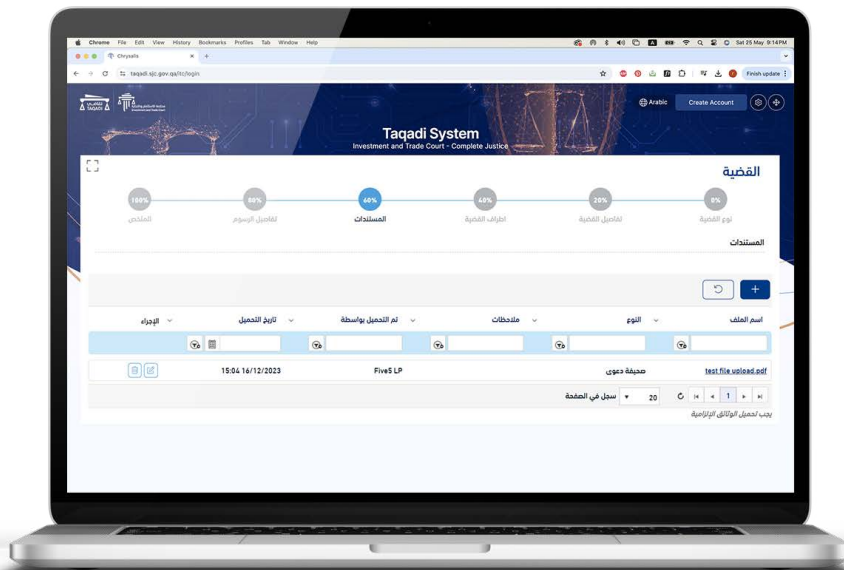 Chrome File Edit View History Bookmarks Profiles Tab Window Help
Sat 25 May 9:14PM
Chrysalis
taqadi.sjc.gov.qa/itc/login
Finish update
TAQADI
Arabic
Create Account
Taqadi System
Investment and Trade Court - Complete Justice
القضية
0% 20% 40% 60% 80% 100%
نوع القضية تفاصيل القضية اطراف القضية المستندات تفاصيل الرسوم الملخص
المستندات
+
اسم الملف النوع ملاحظات تم التحميل بواسطة تاريخ التحميل الإجراء
test file upload.pdf صحيفة دعوى Five5 LP 15:04 16/12/2023
1 20 سجل في الصفحة
يجب تحميل الوثائق الإلزامية